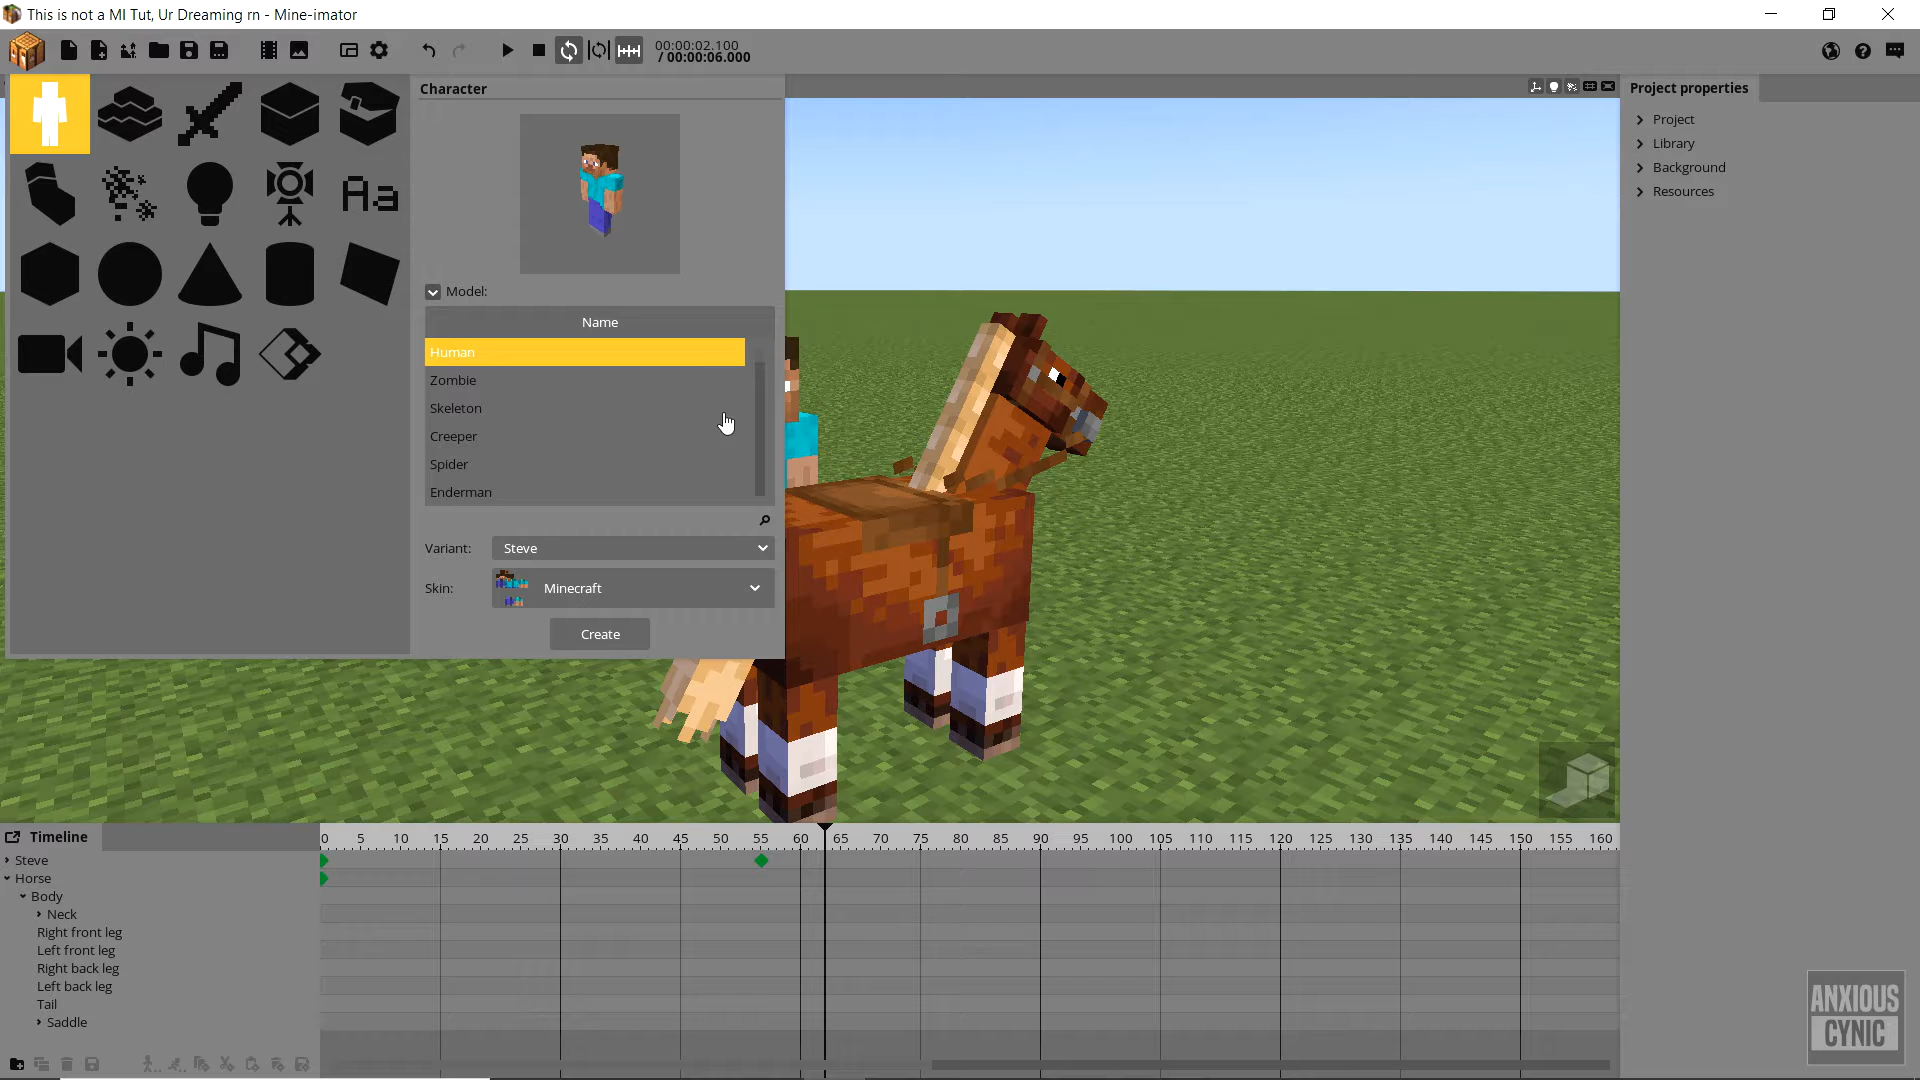 This is not a MI Tut, Ur Dreaming rn - Mine-imator
00:00:02.100
/ 00:00:06.000
Aa
Character
Model:
Name
Human
Zombie
Skeleton
Creeper
Spider
Enderman
Variant: Steve
Skin: Minecraft
Create
Project properties
Project
Library
Background
Resources
Timeline
0 5 10 15 20 25 30 35 40 45 50 55 60 65 70 75 80 85 90 95 100 105 110 115 120 125 130 135 140 145 150 155 160
Steve
Horse
Body
Neck
Right front leg
Left front leg
Right back leg
Left back leg
Tail
Saddle
ANXIOUS
CYNIC